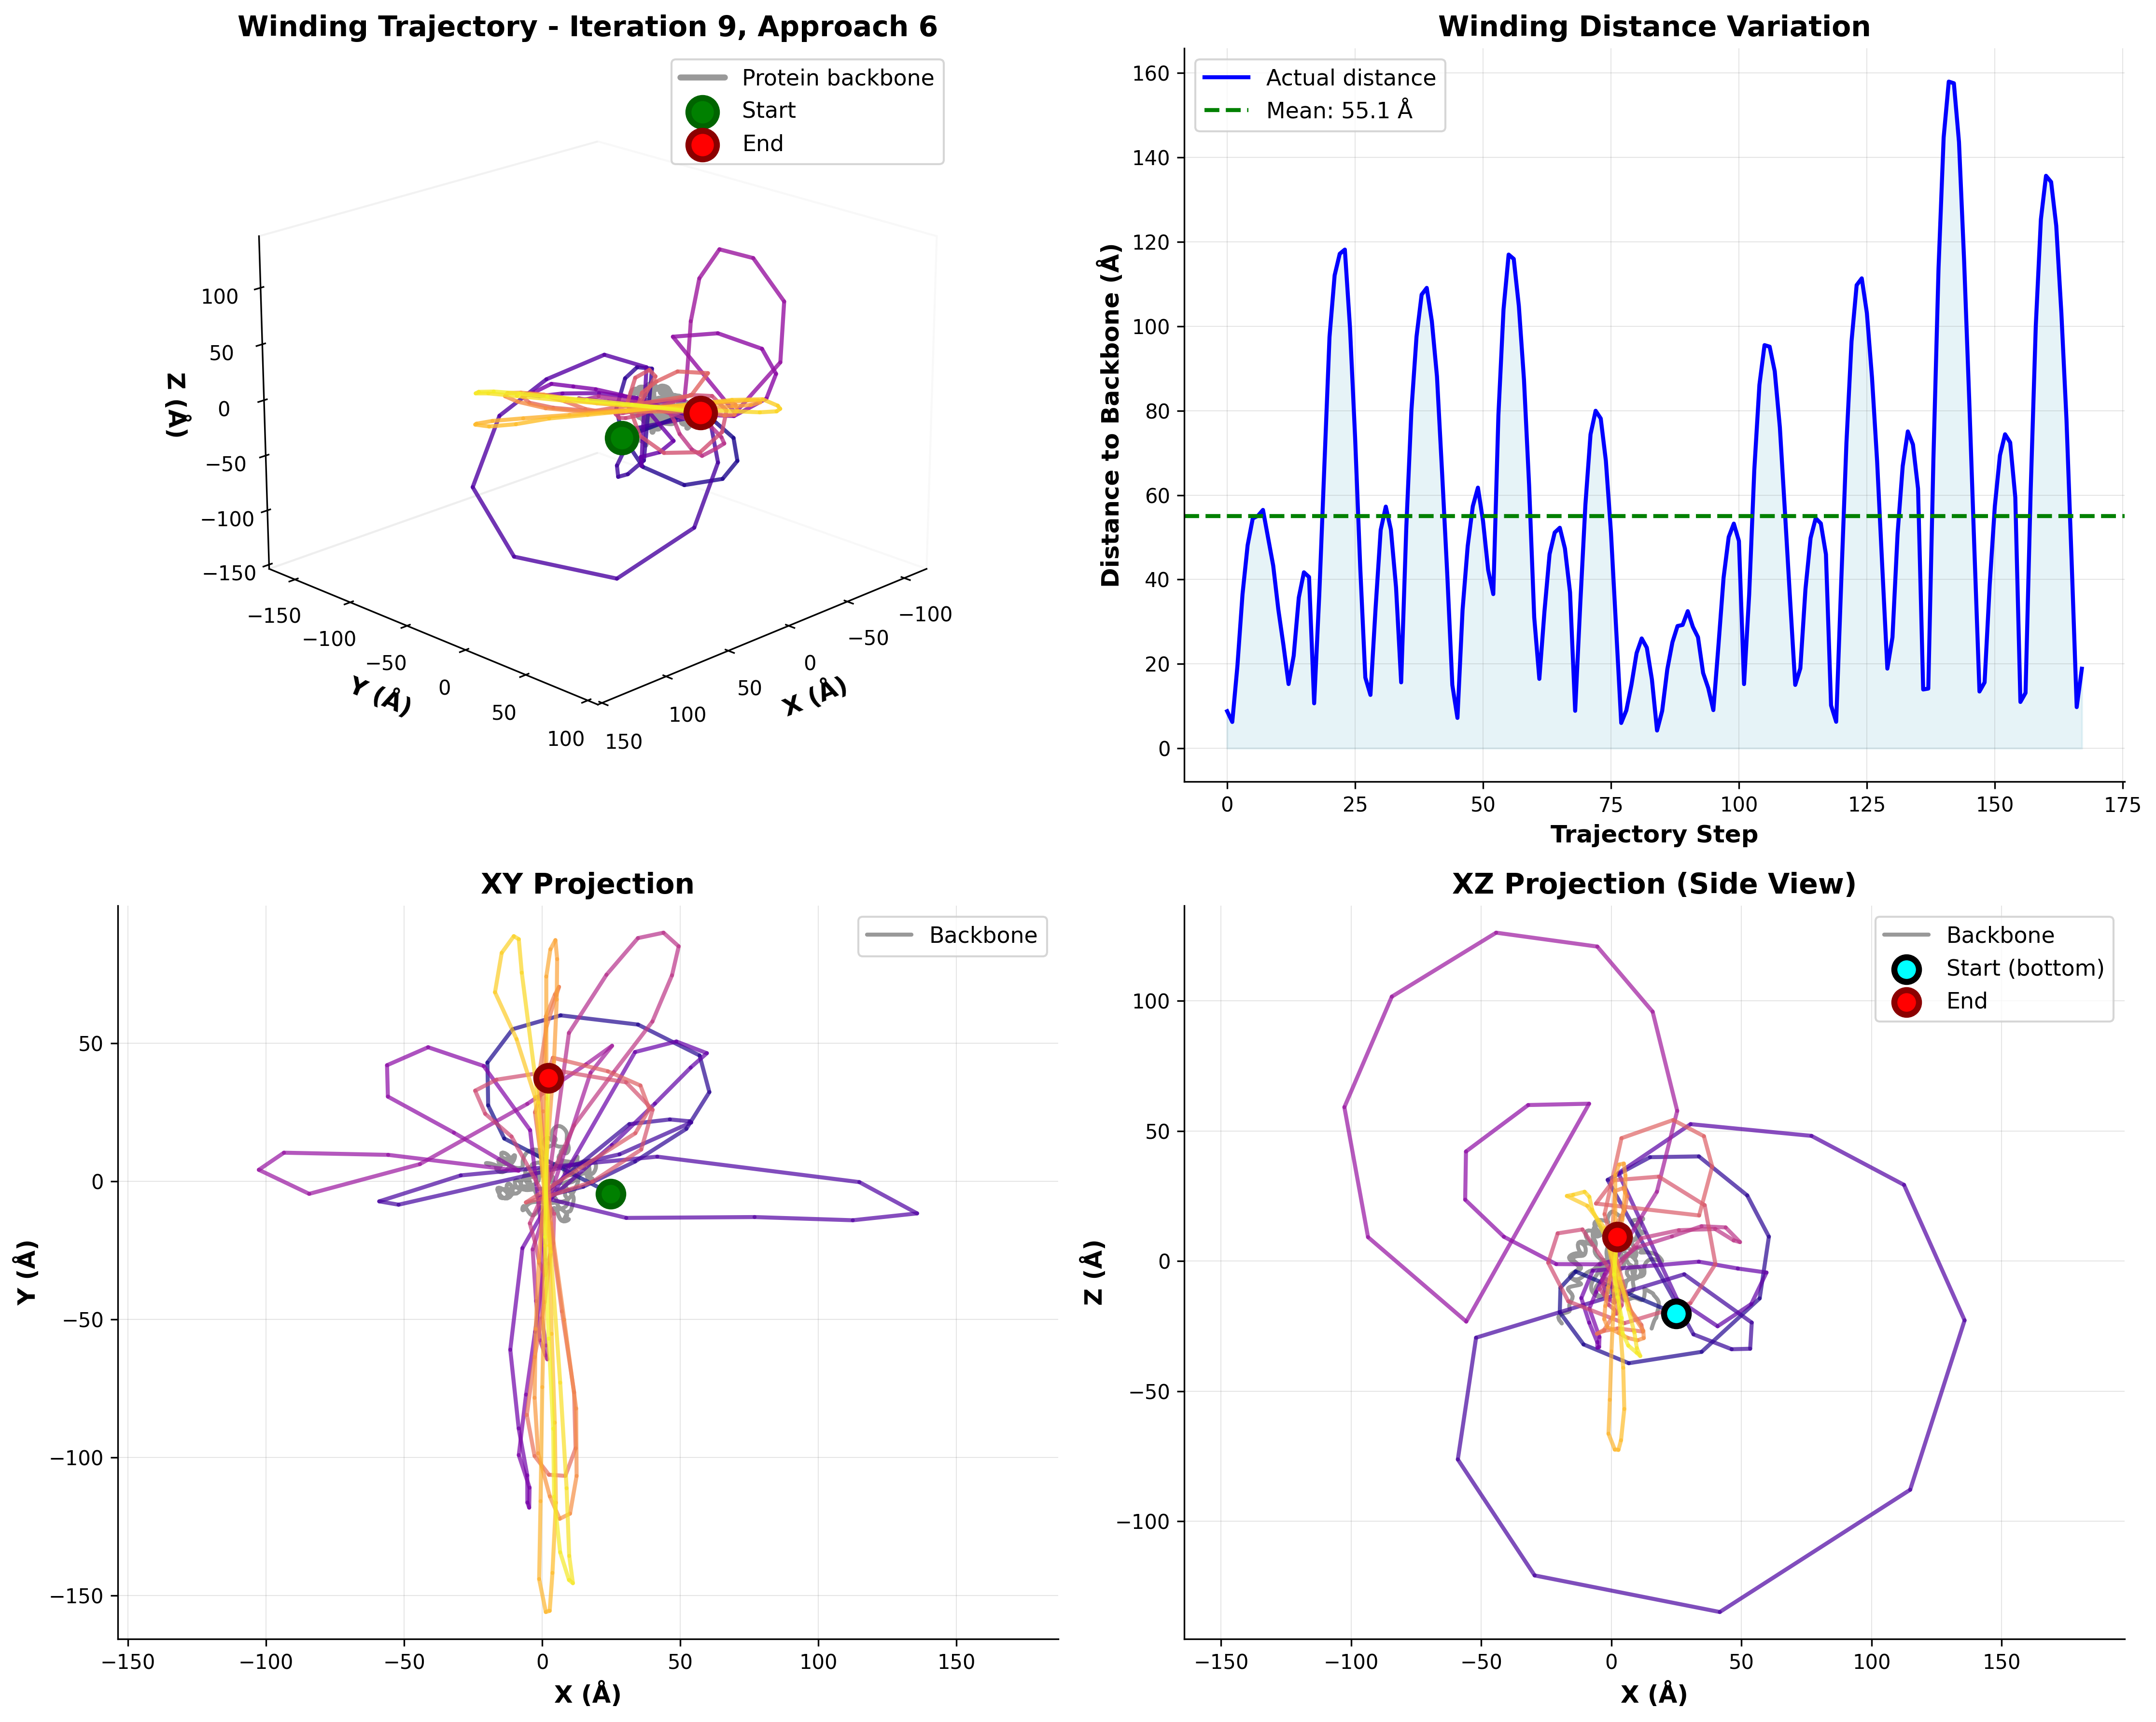 Winding Trajectory - Iteration 9, Approach 6
Protein backbone
Start
End
100
50
0
−50
−100
−150
Z (Å)
−150
−100
−50
0
50
100
Y (Å)
150
100
50
0
−50
−100
X (Å)
Winding Distance Variation
Actual distance
Mean: 55.1 Å
160
140
120
100
80
60
40
20
0
Distance to Backbone (Å)
0 25 50 75 100 125 150 175
Trajectory Step
XY Projection
Backbone
50
0
−50
−100
−150
Y (Å)
−150 −100 −50 0 50 100 150
X (Å)
XZ Projection (Side View)
Backbone
Start (bottom)
End
100
50
0
−50
−100
Z (Å)
−150 −100 −50 0 50 100 150
X (Å)